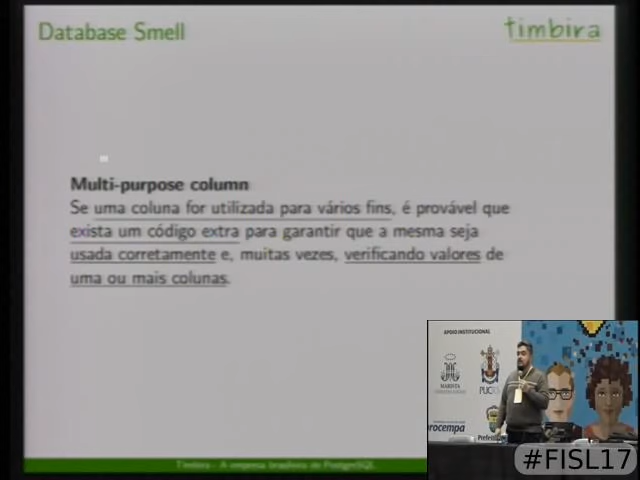 Database Smell
timbira
Multi-purpose column
Se uma coluna for utilizada para vários fins, é provável que
exista um código extra para garantir que a mesma seja
usada corretamente e, muitas vezes, verificando valores de
uma ou mais colunas.
APOIO INSTITUCIONAL
MARISTA
PUCRS
procempa
Prefeit
Timbira - A empresa brasileira de PostgreSQL
#FISL17